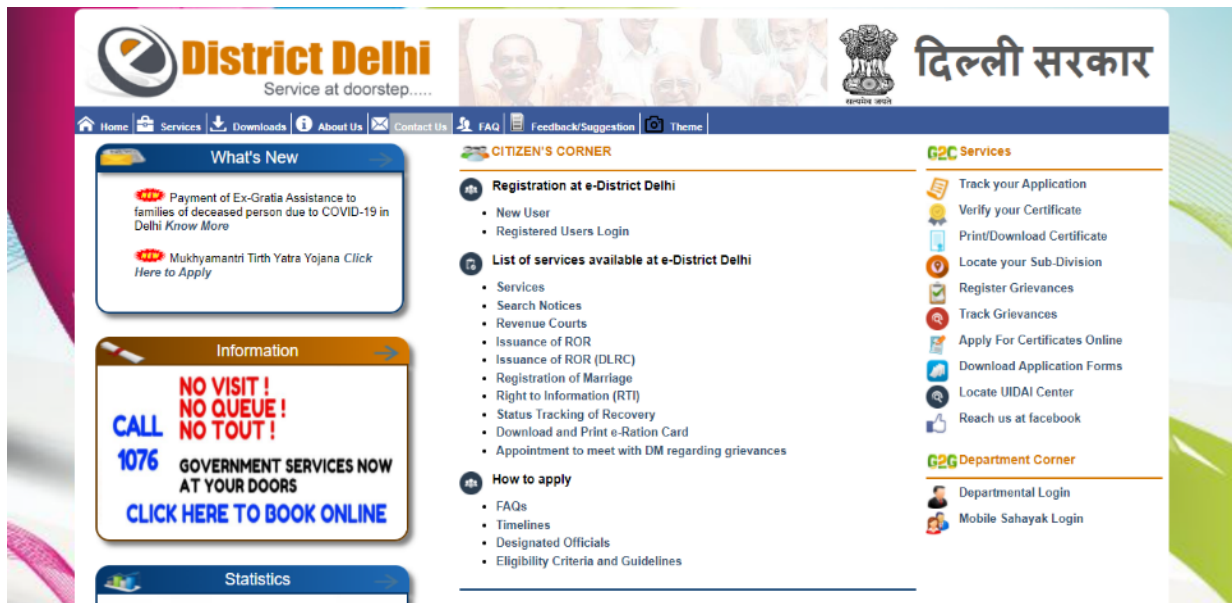 e District Delhi
Service at doorstep.....
सत्यमेव जयते
दिल्ली सरकार
Home Services Downloads About Us Contact Us FAQ Feedback/Suggestion Theme
What's New
NEW Payment of Ex-Gratia Assistance to
families of deceased person due to COVID-19 in
Delhi Know More
NEW Mukhyamantri Tirth Yatra Yojana Click
Here to Apply
Information
NO VISIT !
NO QUEUE !
NO TOUT !
CALL
1076
GOVERNMENT SERVICES NOW
AT YOUR DOORS
CLICK HERE TO BOOK ONLINE
Statistics
CITIZEN'S CORNER
Registration at e-District Delhi
New User
Registered Users Login
List of services available at e-District Delhi
Services
Search Notices
Revenue Courts
Issuance of ROR
Issuance of ROR (DLRC)
Registration of Marriage
Right to Information (RTI)
Status Tracking of Recovery
Download and Print e-Ration Card
Appointment to meet with DM regarding grievances
How to apply
FAQs
Timelines
Designated Officials
Eligibility Criteria and Guidelines
G2C Services
Track your Application
Verify your Certificate
Print/Download Certificate
Locate your Sub-Division
Register Grievances
Track Grievances
Apply For Certificates Online
Download Application Forms
Locate UIDAI Center
Reach us at facebook
G2G Department Corner
Departmental Login
Mobile Sahayak Login